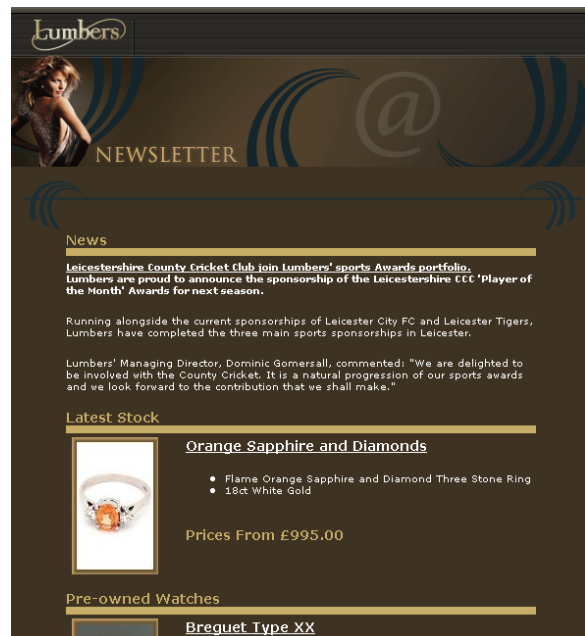 Lumbers
@
NEWSLETTER
News
Leicestershire County Cricket Club join Lumbers' sports Awards portfolio.
Lumbers are proud to announce the sponsorship of the Leicestershire CCC 'Player of
the Month' Awards for next season.
Running alongside the current sponsorships of Leicester City FC and Leicester Tigers,
Lumbers have completed the three main sports sponsorships in Leicester.
Lumbers' Managing Director, Dominic Gomersall, commented: "We are delighted to
be involved with the County Cricket. It is a natural progression of our sports awards
and we look forward to the contribution that we shall make."
Latest Stock
Orange Sapphire and Diamonds
• Flame Orange Sapphire and Diamond Three Stone Ring
• 18ct White Gold
Prices From £995.00
Pre-owned Watches
Breguet Type XX